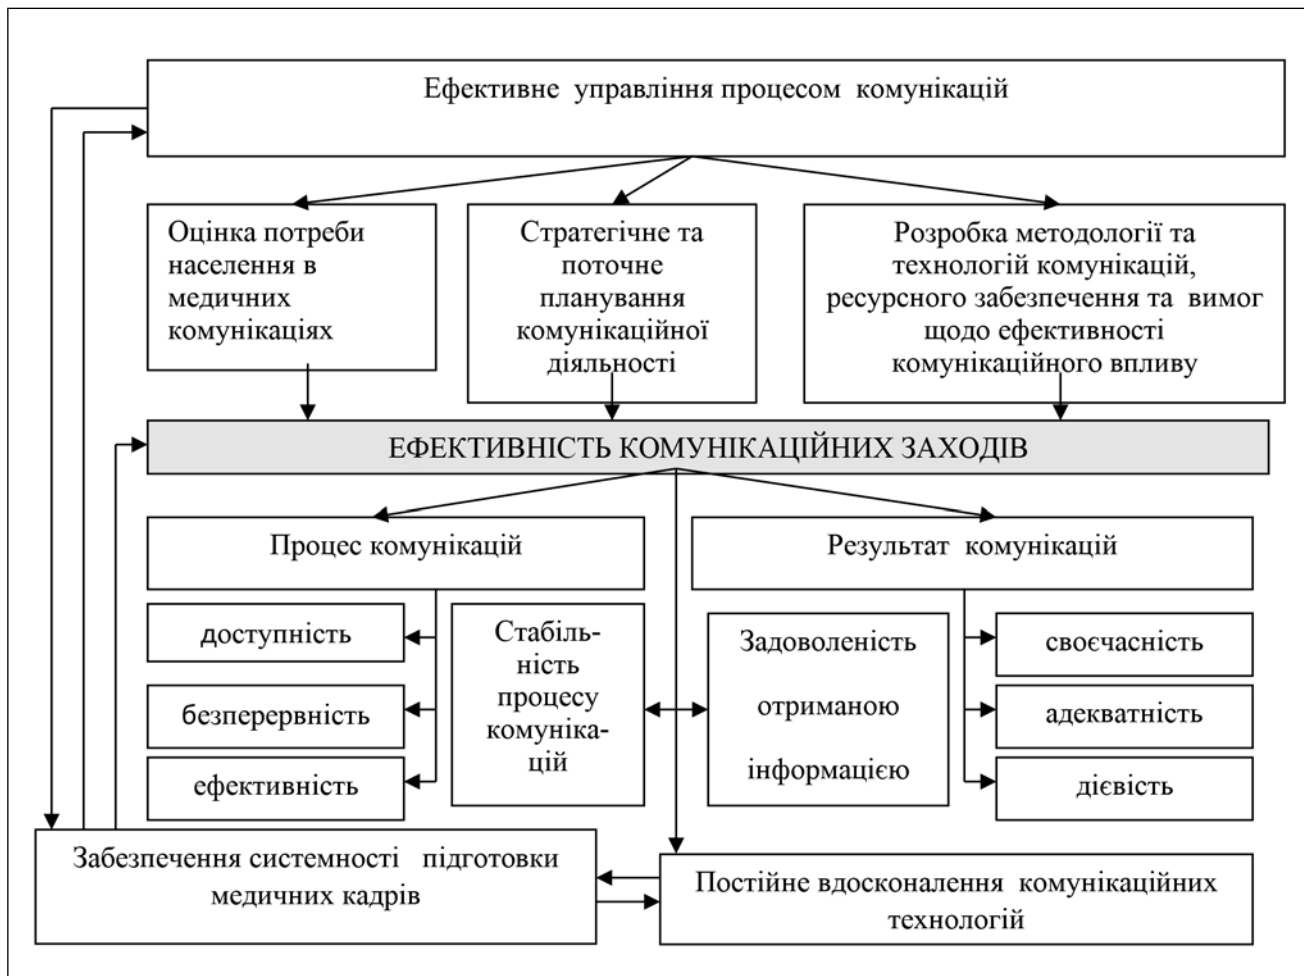 Ефективне управління процесом комунікацій
Оцінка потреби
населення в
медичних
комунікаціях
Стратегічне та
поточне
планування
комунікаційної
діяльності
Розробка методології та
технологій комунікацій,
ресурсного забезпечення та вимог
щодо ефективності
комунікаційного впливу
ЕФЕКТИВНІСТЬ КОМУНІКАЦІЙНИХ ЗАХОДІВ
Процес комунікацій
Результат комунікацій
доступність
безперервність
ефективність
Стабіль-
ність
процесу
комуніка-
цій
Задоволеність
отриманою
інформацією
своєчасність
адекватність
дієвість
Забезпечення системності підготовки
медичних кадрів
Постійне вдосконалення комунікаційних
технологій